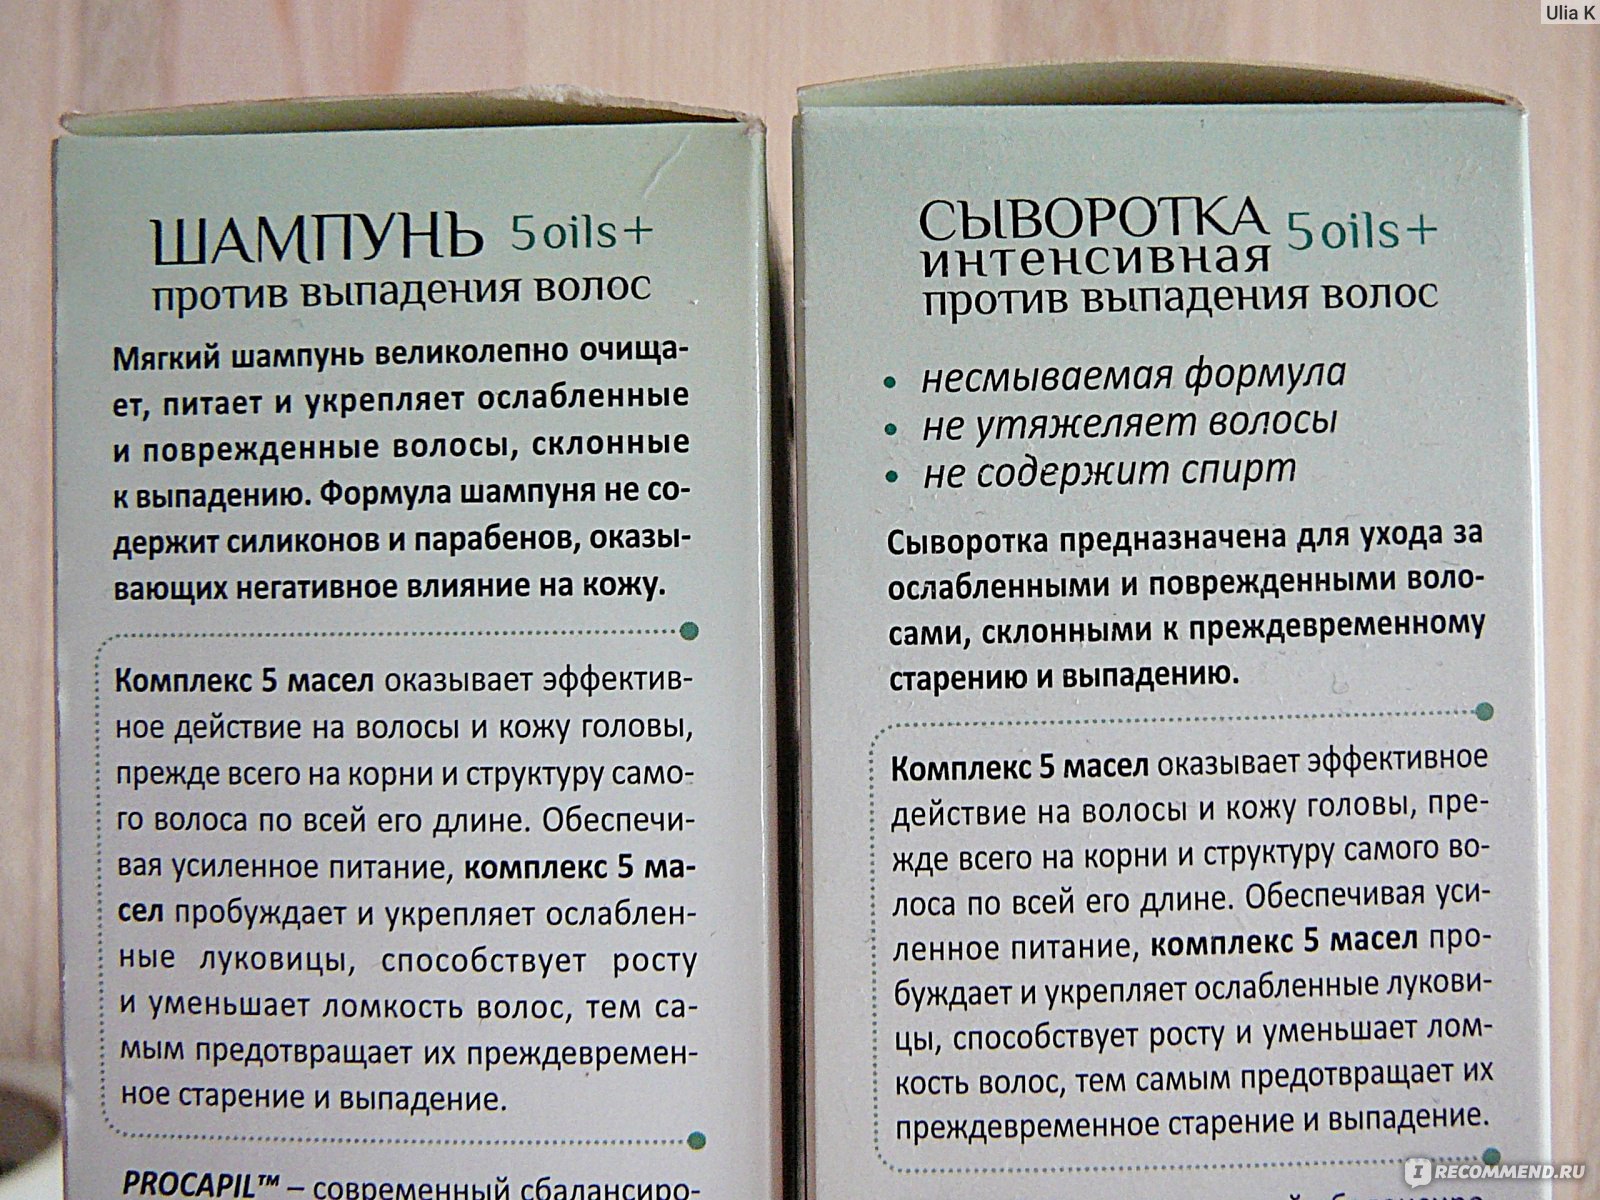 Ulia K
ШАМПУНЬ 5oils+
против выпадения волос
Мягкий шампунь великолепно очища-
ет, питает и укрепляет ослабленные
и поврежденные волосы, склонные
к выпадению. Формула шампуня не со-
держит силиконов и парабенов, оказы-
вающих негативное влияние на кожу.
Комплекс 5 масел оказывает эффектив-
ное действие на волосы и кожу головы,
прежде всего на корни и структуру само-
го волоса по всей его длине. Обеспечи-
вая усиленное питание, комплекс 5 ма-
сел пробуждает и укрепляет ослаблен-
ные луковицы, способствует росту
и уменьшает ломкость волос, тем са-
мым предотвращает их преждевремен-
ное старение и выпадение.
PROCAPIL™ – современный сбалансиро-
СЫВОРОТКА 5oils+
интенсивная
против выпадения волос
• несмываемая формула
• не утяжеляет волосы
• не содержит спирт
Сыворотка предназначена для ухода за
ослабленными и поврежденными воло-
сами, склонными к преждевременному
старению и выпадению.
Комплекс 5 масел оказывает эффективное
действие на волосы и кожу головы, пре-
жде всего на корни и структуру самого во-
лоса по всей его длине. Обеспечивая уси-
ленное питание, комплекс 5 масел про-
буждает и укрепляет ослабленные лукови-
цы, способствует росту и уменьшает лом-
кость волос, тем самым предотвращает их
преждевременное старение и выпадение.
IRECOMMEND.RU